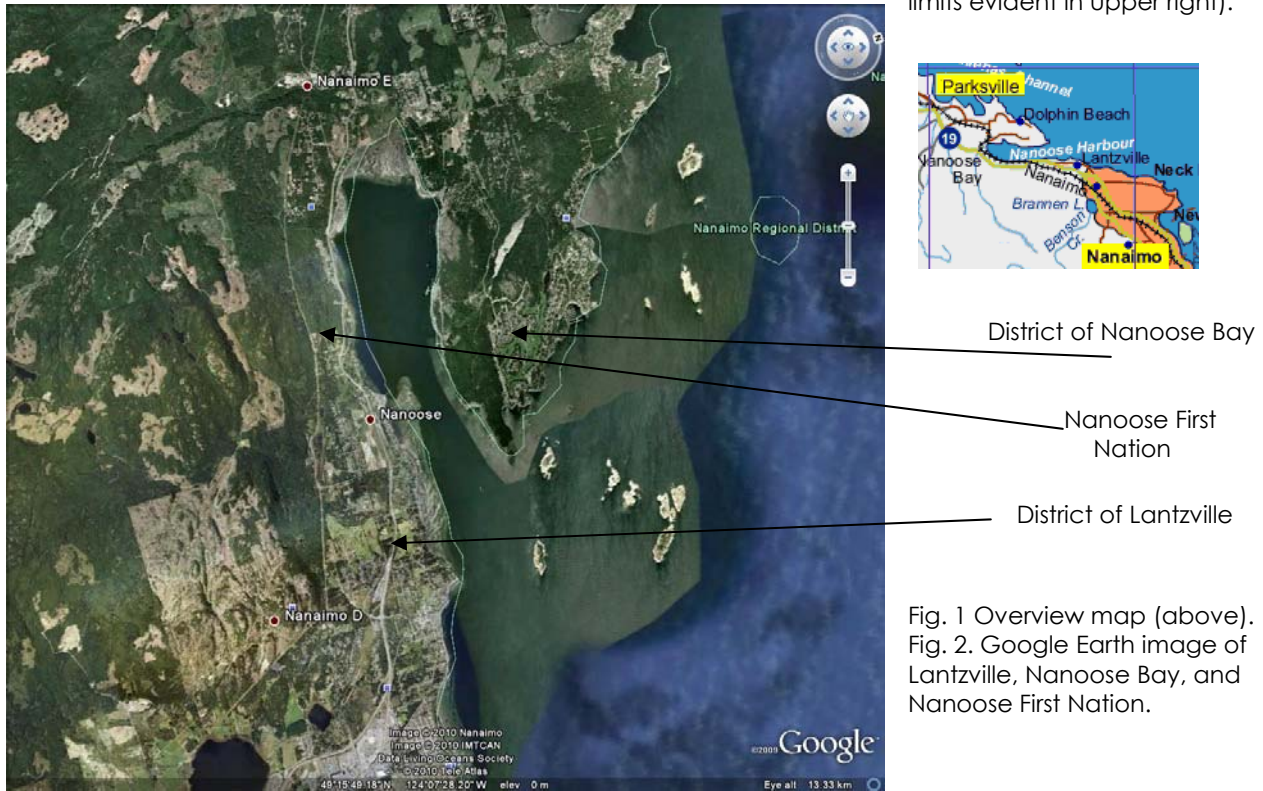 limits evident in upper right).
Nanaimo E
N
Na
Nanaimo Regional District
Nanoose
Nanaimo D
Image © 2010 Nanaimo
Image © 2010 IMTCAN
Data Living Oceans Society
© 2010 Tele Atlas
©2009 Google
49°15'49.18" N 124°07'28.20" W elev 0 m
Eye alt 13.33 km
Parksville
hannel
Dolphin Beach
19
Nanoose Harbour
Lantzville
Nanoose
Bay
Neck
Nanaimo
Brannen L.
Benson
Cr.
Nanaimo
District of Nanoose Bay
Nanoose First
Nation
District of Lantzville
Fig. 1 Overview map (above).
Fig. 2. Google Earth image of
Lantzville, Nanoose Bay, and
Nanoose First Nation.